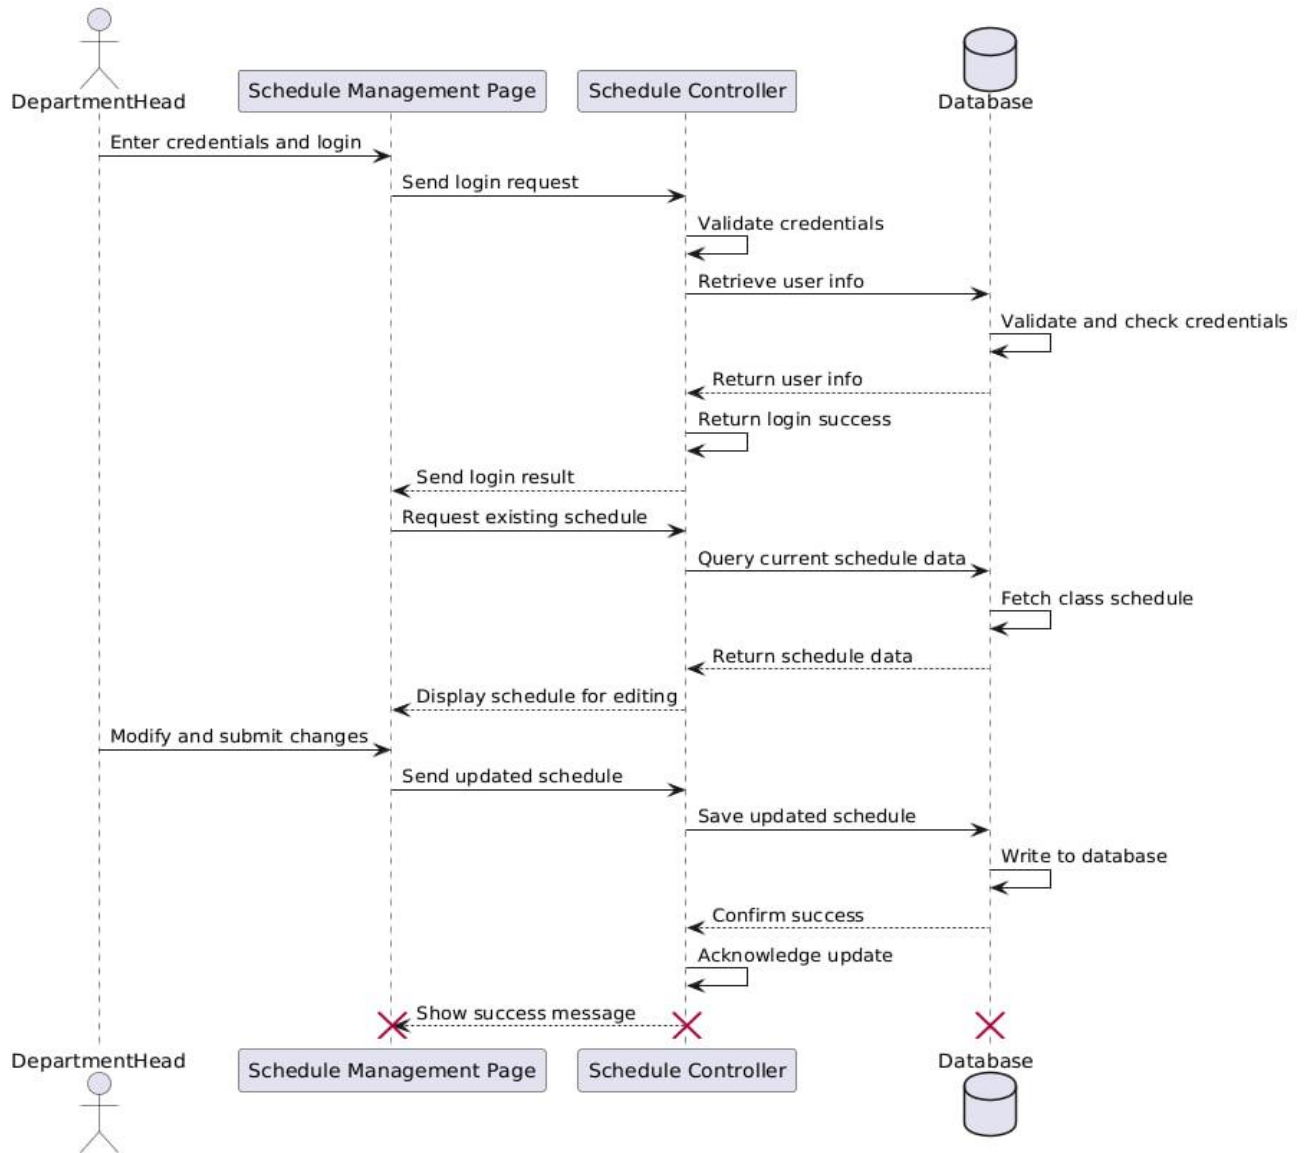 DepartmentHead
Schedule Management Page
Schedule Controller
Database
Enter credentials and login
Send login request
Validate credentials
Retrieve user info
Validate and check credentials
Return user info
Return login success
Send login result
Request existing schedule
Query current schedule data
Fetch class schedule
Return schedule data
Display schedule for editing
Modify and submit changes
Send updated schedule
Save updated schedule
Write to database
Confirm success
Acknowledge update
Show success message
DepartmentHead
Schedule Management Page
Schedule Controller
Database